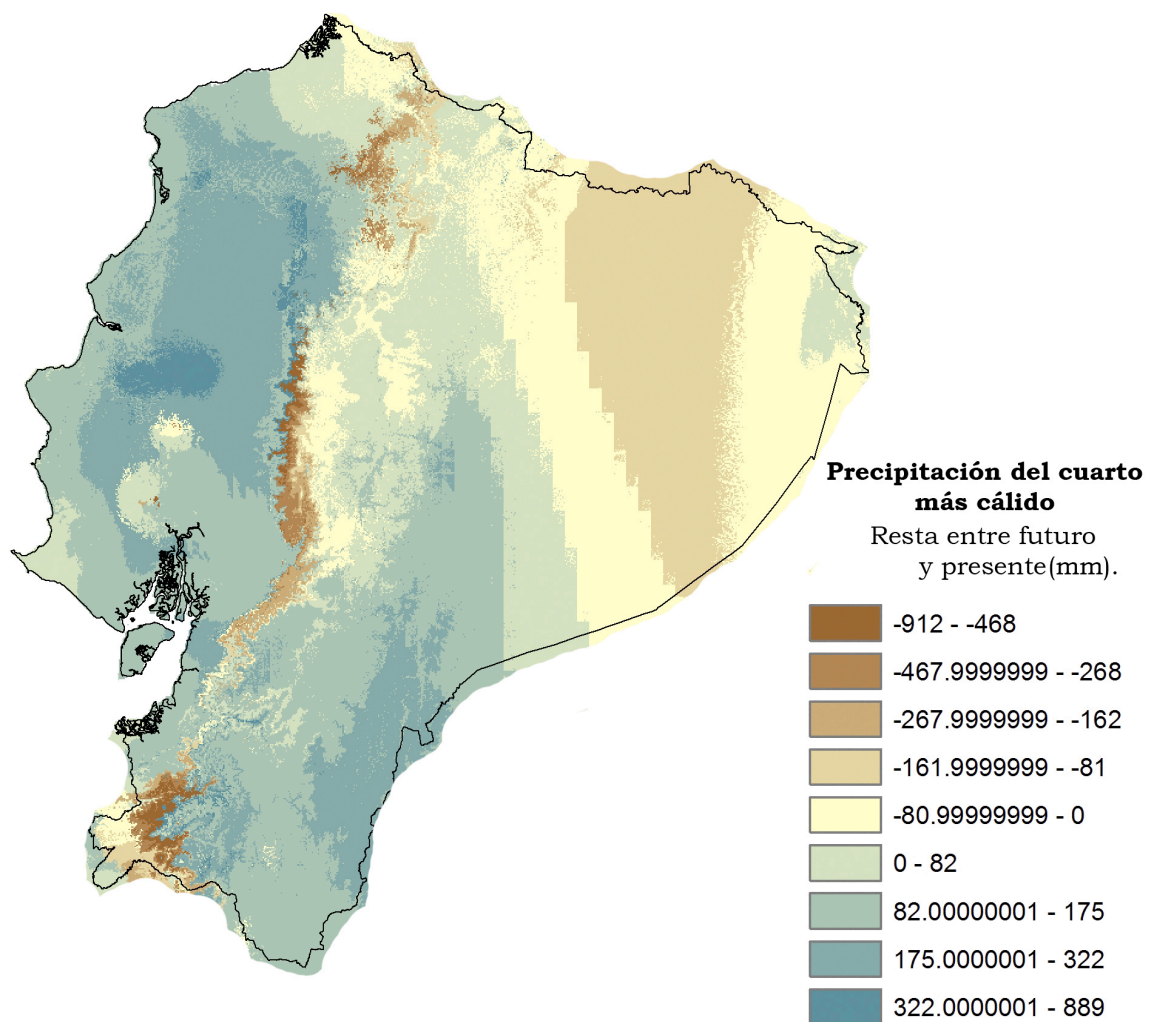 Precipitación del cuarto
más cálido
Resta entre futuro
y presente(mm).
-912 - -468
-467.9999999 - -268
-267.9999999 - -162
-161.9999999 - -81
-80.99999999 - 0
0 - 82
82.00000001 - 175
175.0000001 - 322
322.0000001 - 889